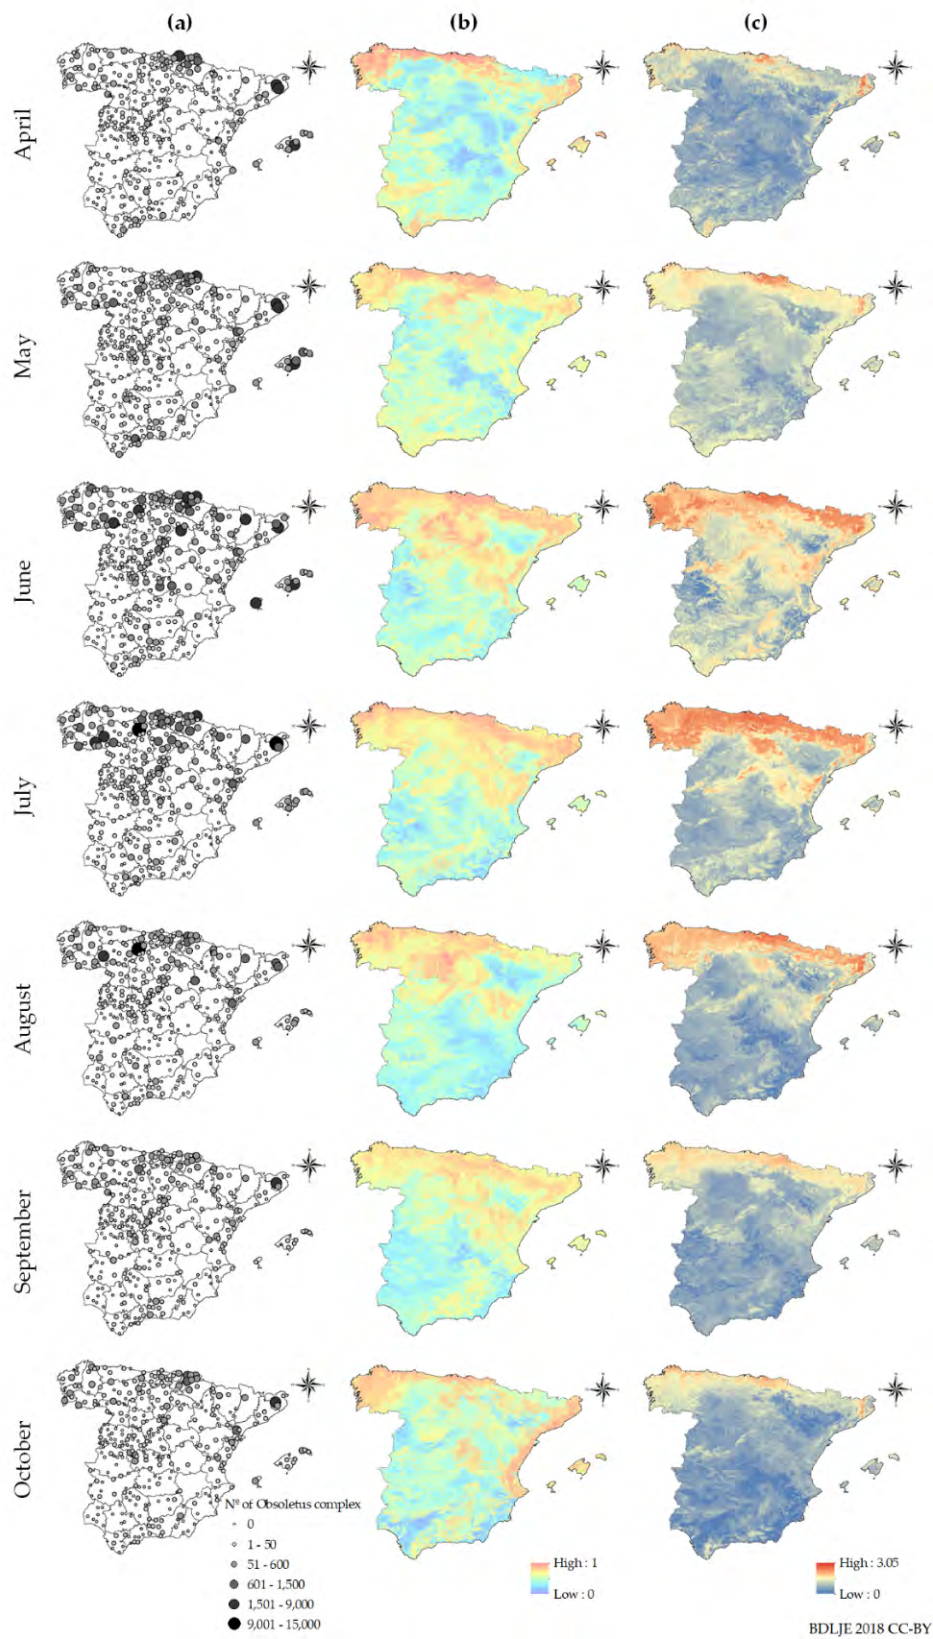 (a) (b) (c)
April
May
June
July
August
September
October
Nº of Obsoletus complex
0
1 - 50
51 - 600
601 - 1,500
1,501 - 9,000
9,001 - 15,000
High : 1
Low : 0
High : 3.05
Low : 0
BDLJE 2018 CC-BY